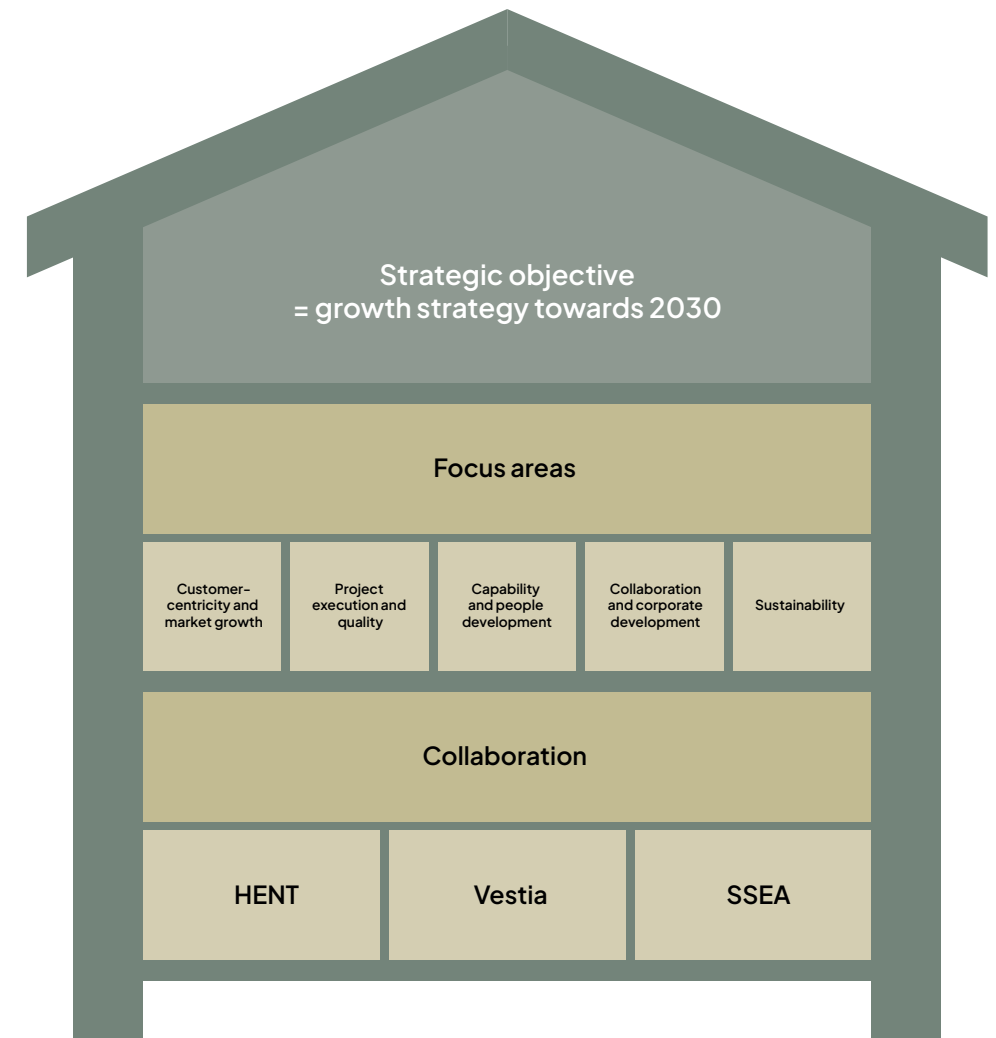 Strategic objective
= growth strategy towards 2030
Focus areas
Customer-
centricity and
market growth
Project
execution and
quality
Capability
and people
development
Collaboration
and corporate
development
Sustainability
Collaboration
HENT
Vestia
SSEA